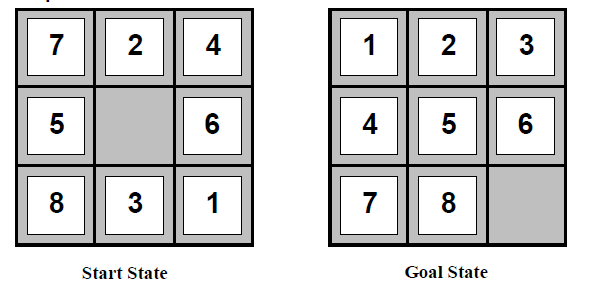 7 2 4 1 2 3
5 6 4 5 6
8 3 1 7 8
Start State Goal State